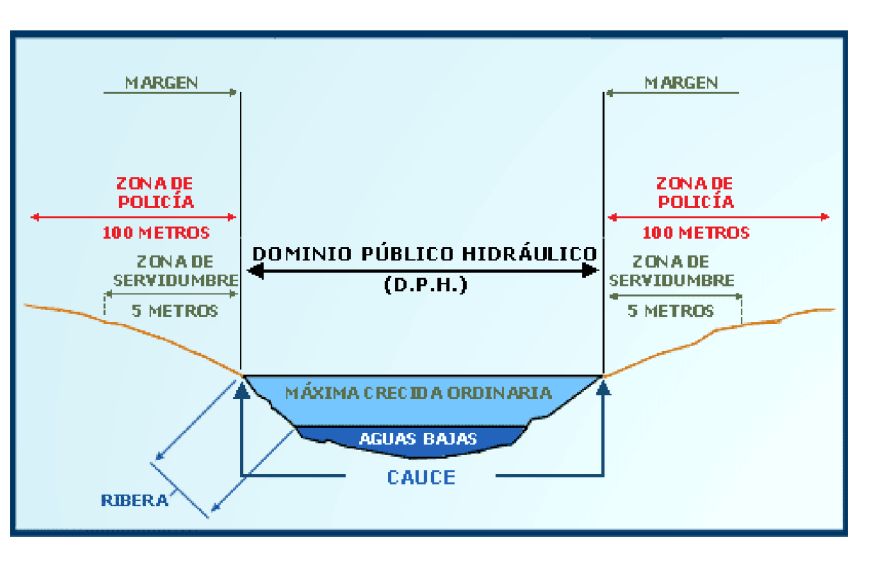 MARGEN
MARGEN
ZONA DE
POLICÍA
100 METROS
ZONA DE
POLICÍA
100 METROS
DOMINIO PÚBLICO HIDRÁULICO
(D.P.H.)
ZONA DE
SERVIDUMBRE
5 METROS
ZONA DE
SERVIDUMBRE
5 METROS
MÁXIMA CRECIDA ORDINARIA
AGUAS BAJAS
CAUCE
RIBERA